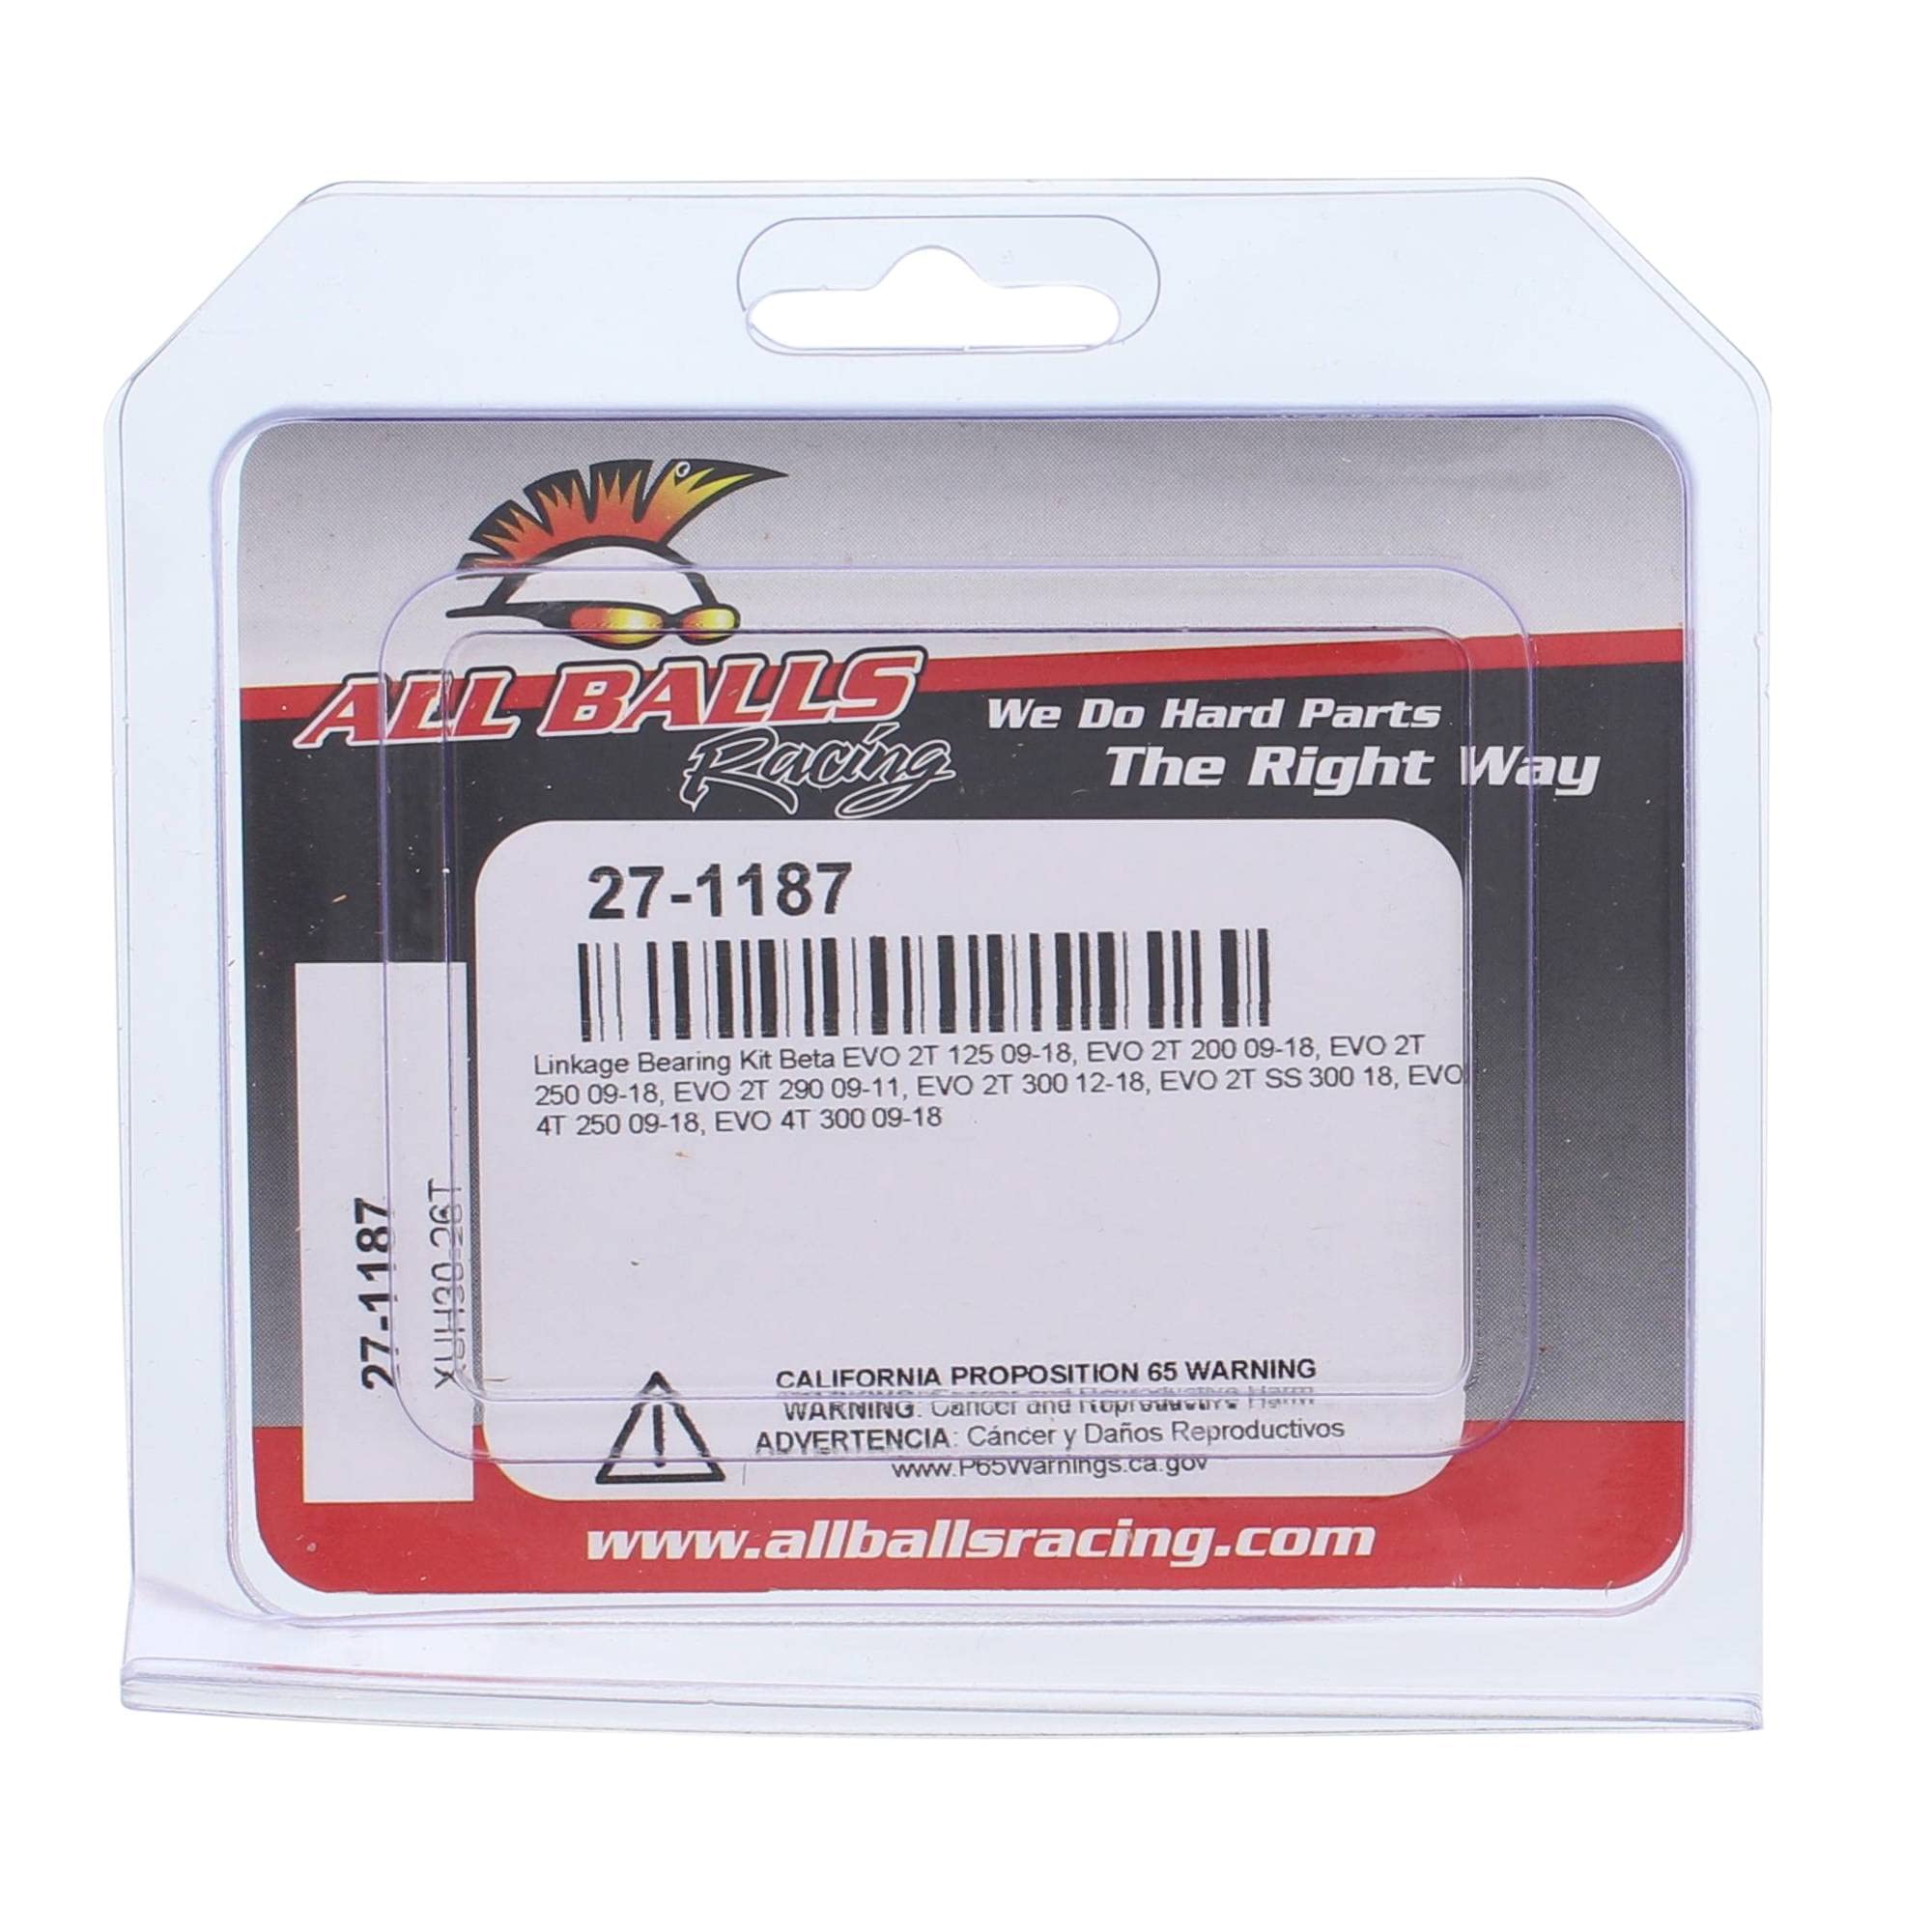 ALL BALLS
Racing
We Do Hard Parts
The Right Way
27-1187
Linkage Bearing Kit Beta EVO 2T 125 09-18, EVO 2T 200 09-18, EVO 2T
250 09-18, EVO 2T 290 09-11, EVO 2T 300 12-18, EVO 2T SS 300 18, EVO
4T 250 09-18, EVO 4T 300 09-18
27-1187
CALIFORNIA PROPOSITION 65 WARNING
WARNING: Cancer and Reproductive Harm
ADVERTENCIA: Cáncer y Daños Reproductivos
www.P65Warnings.ca.gov
www.allballsracing.com